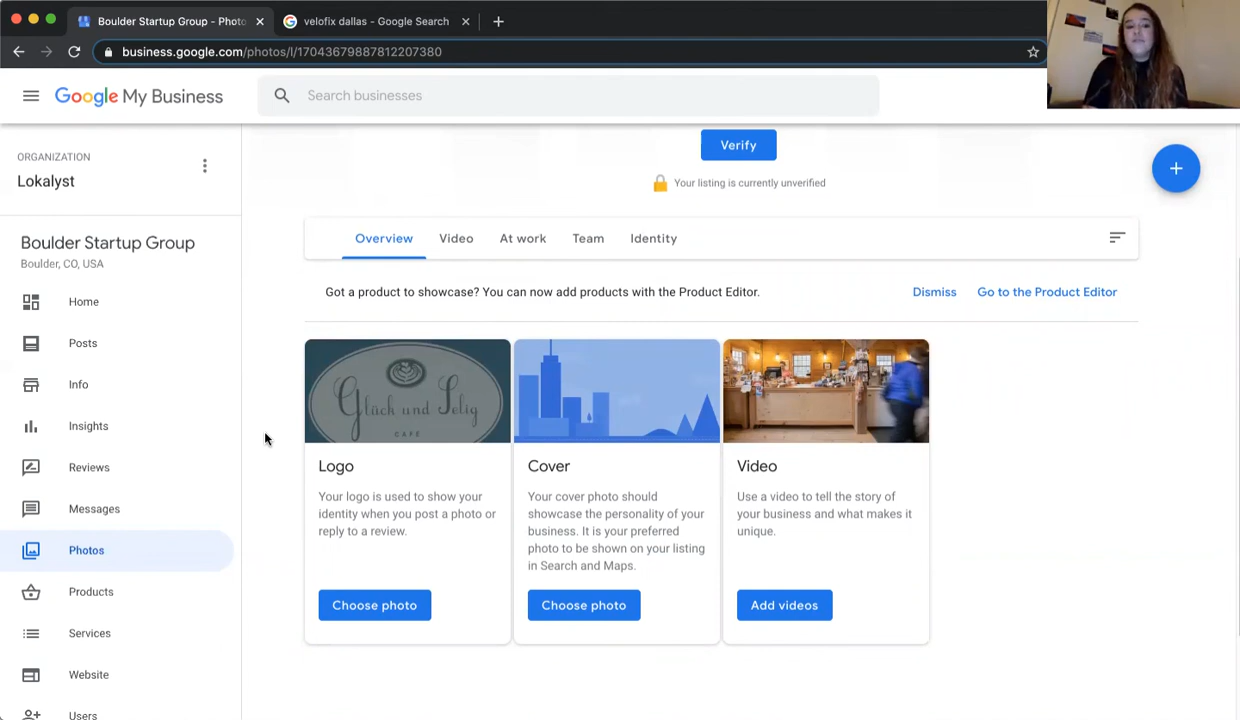 Boulder Startup Group - Photo
velofix dallas - Google Search
business.google.com/photos/l/17043679887812207380
Google My Business
Search businesses
ORGANIZATION
Lokalyst
Boulder Startup Group
Boulder, CO, USA
Home
Posts
Info
Insights
Reviews
Messages
Photos
Products
Services
Website
Users
Verify
Your listing is currently unverified
Overview
Video
At work
Team
Identity
Got a product to showcase? You can now add products with the Product Editor.
Dismiss
Go to the Product Editor
Glück und Selig
CAFE
Logo
Your logo is used to show your
identity when you post a photo or
reply to a review.
Choose photo
Cover
Your cover photo should
showcase the personality of your
business. It is your preferred
photo to be shown on your listing
in Search and Maps.
Choose photo
Video
Use a video to tell the story of
your business and what makes it
unique.
Add videos